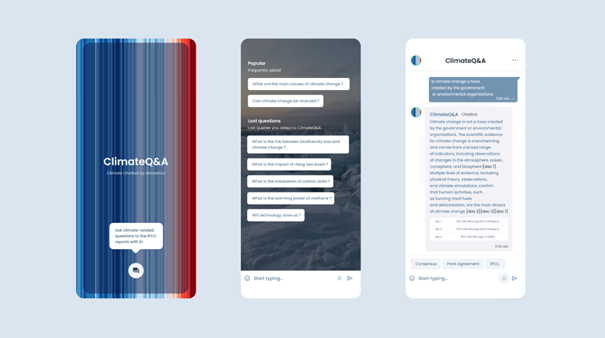 ClimateQ&A
Climate Chatbot by Ekimetrics
Ask climate-related
questions to the IPCC
reports with AI
Popular
Frequently asked
What are the main causes of climate change ?
Can climate change be reversed ?
Last questions
Last queries you asked to ClimateQ&A
What is the link between biodiversity loss and
climate change ?
What is the impact of rising sea levels ?
What is the breakdown of carbon sinks ?
What is the warming power of methane ?
Will technology save us ?
Start typing...
ClimateQ&A
Is climate change a hoax
created by the government
or environmental organizations?
11:05 AM
ClimateQ&A Chatbot
Climate change is not a hoax created
by the government or environmental
organizations. The scientific evidence
for climate change is overwhelming
and comes from a broad range
of indicators, including observations
of changes in the atmosphere, ocean,
cryosphere, and biosphere [doc 1].
Multiple lines of evidence, including
physical theory, observations,
and climate simulations, confirm
that human activities, such
as burning fossil fuels
and deforestation, are the main drivers
of climate change [doc 2][doc 3][doc 1]
doc 1
doc 2
doc 3
11:05 AM
Consensus
Paris Agreement
IPCC
Start typing...